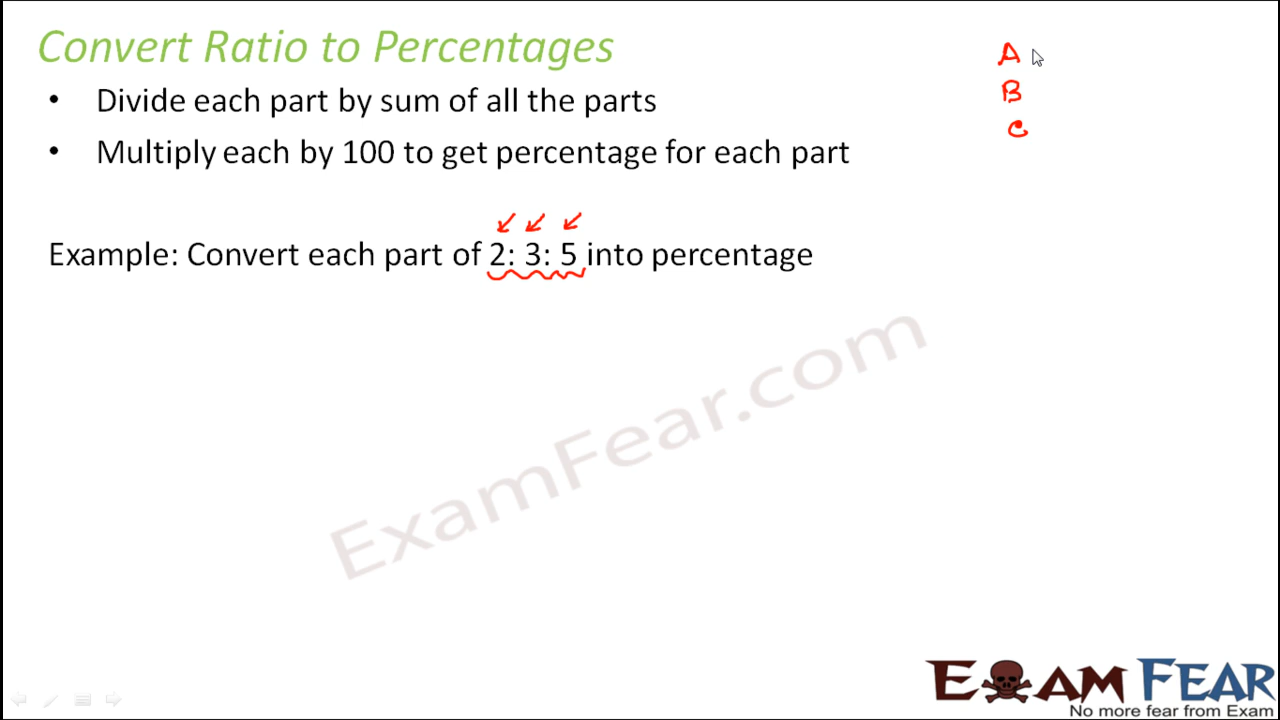 Convert Ratio to Percentages
A
B
C
• Divide each part by sum of all the parts
• Multiply each by 100 to get percentage for each part
Example: Convert each part of 2: 3: 5 into percentage
ExamFear.com
EXAM FEAR
No more fear from Exam